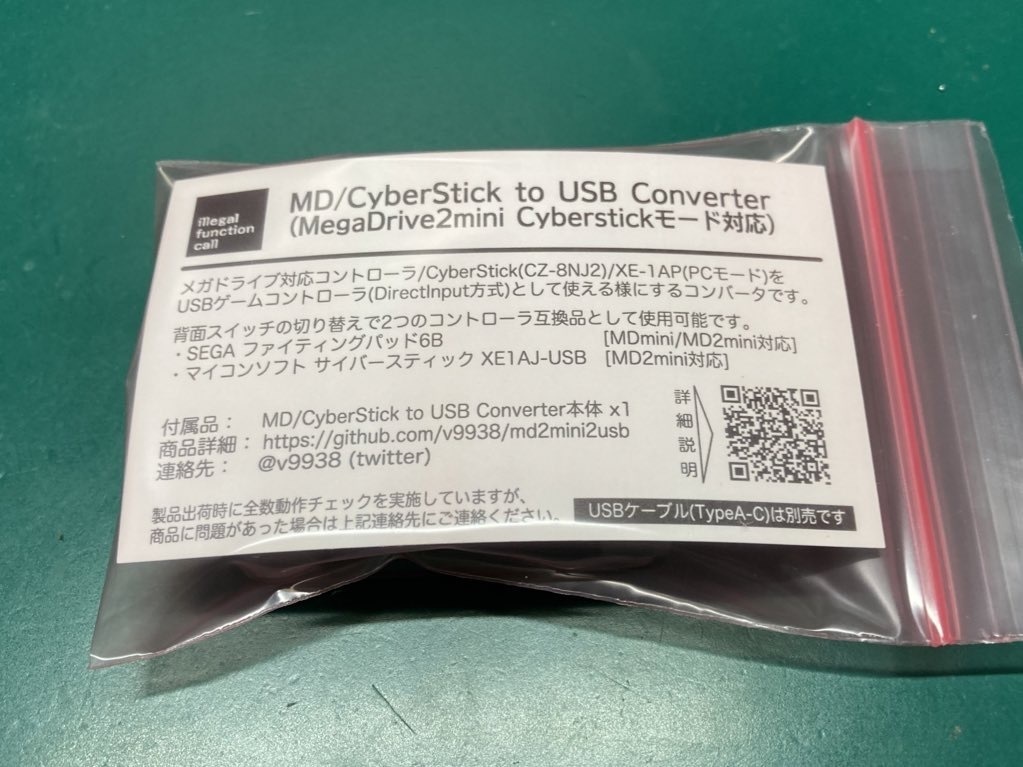 illegal
function
call
MD/CyberStick to USB Converter
(MegaDrive2mini Cyberstickモード対応)
メガドライブ対応コントローラ/CyberStick(CZ-8NJ2)/XE-1AP(PCモード)を
USBゲームコントローラ(DirectInput方式)として使える様にするコンバータです。
背面スイッチの切り替えで2つのコントローラ互換品として使用可能です。
・SEGA ファイティングパッド6B [MDmini/MD2mini対応]
・マイコンソフト サイバースティック XE1AJ-USB [MD2mini対応]
付属品： MD/CyberStick to USB Converter本体 x1
商品詳細： https://github.com/v9938/md2mini2usb
連絡先： @v9938 (twitter)
詳細説明
製品出荷時に全数動作チェックを実施していますが、
商品に問題があった場合は上記連絡先にご連絡ください。
USBケーブル(TypeA-C)は別売です